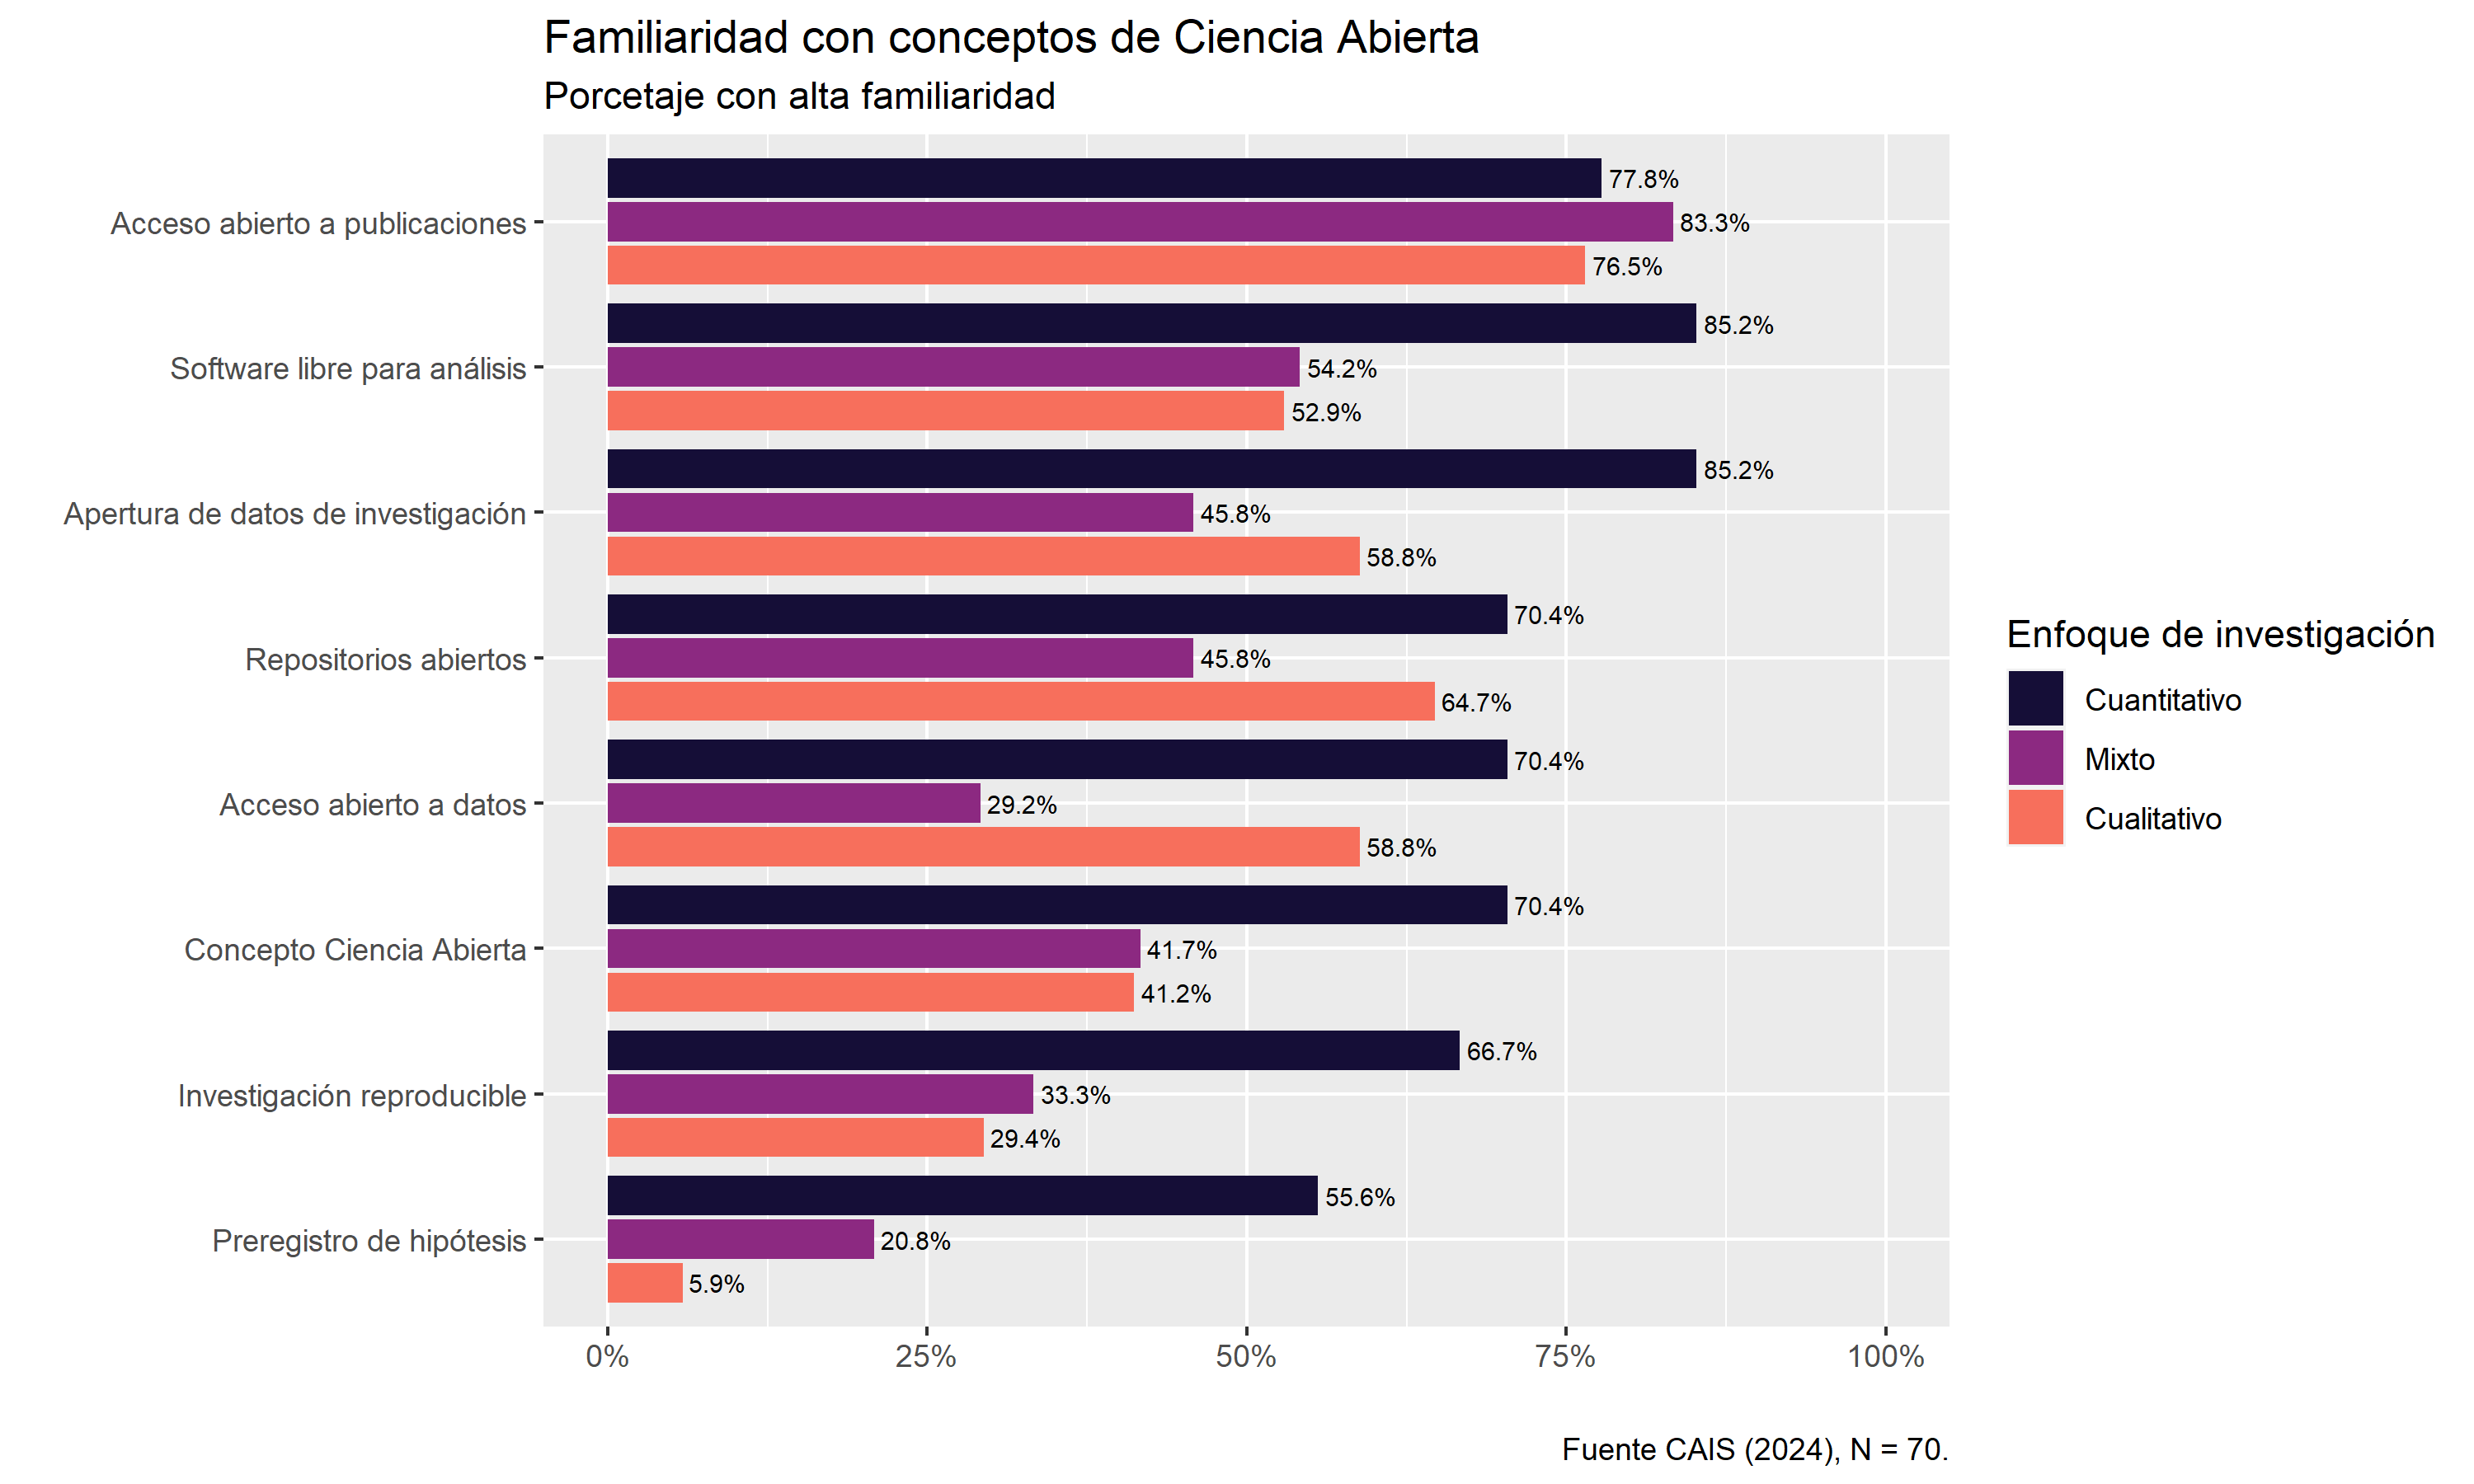 Familiaridad con conceptos de Ciencia Abierta
Porcetaje con alta familiaridad
Acceso abierto a publicaciones
77.8%
83.3%
76.5%
Software libre para análisis
85.2%
54.2%
52.9%
Apertura de datos de investigación
85.2%
45.8%
58.8%
Repositorios abiertos
70.4%
45.8%
64.7%
Acceso abierto a datos
70.4%
29.2%
58.8%
Concepto Ciencia Abierta
70.4%
41.7%
41.2%
Investigación reproducible
66.7%
33.3%
29.4%
Preregistro de hipótesis
55.6%
20.8%
5.9%
0% 25% 50% 75% 100%
Enfoque de investigación
Cuantitativo
Mixto
Cualitativo
Fuente CAIS (2024), N = 70.